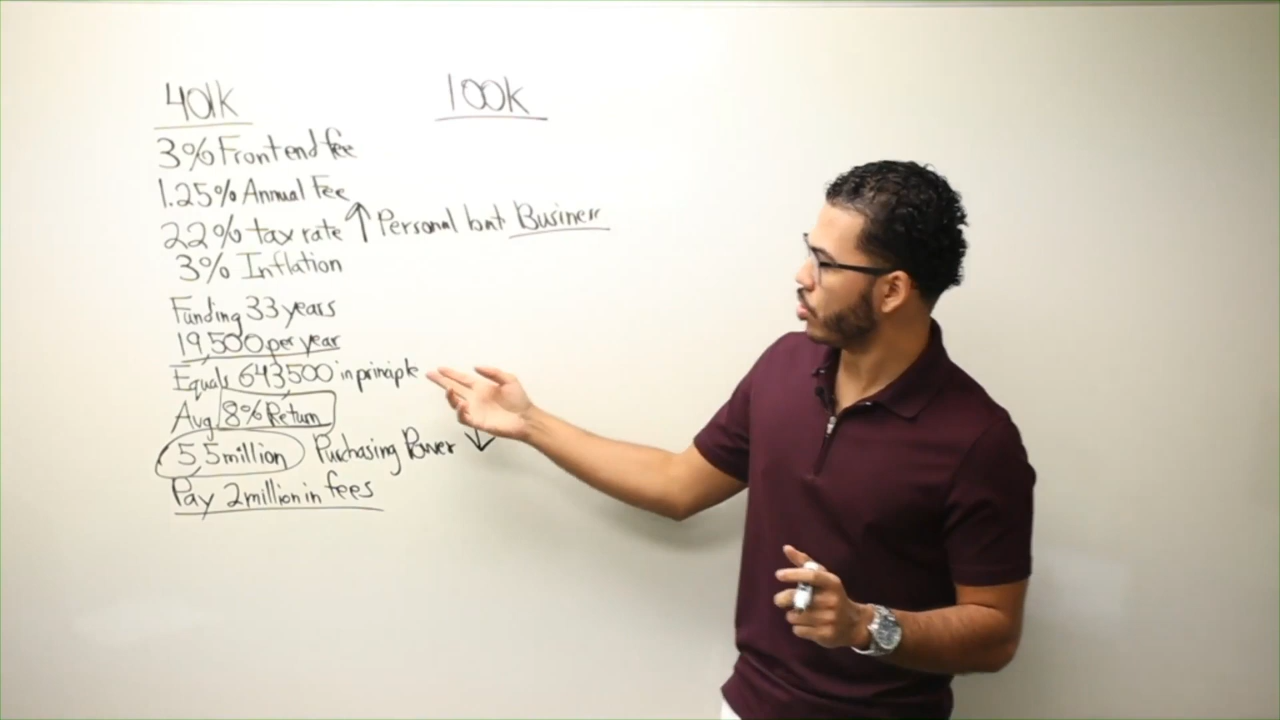 401k
100k
3% Front end fee
1.25% Annual Fee
22% tax rate ↑ Personal but Business
3% Inflation
Funding 33 years
19,500 per year
Equals 643500 in principle
Avg 8% Return
5,5 million Purchasing Power ↓
Pay 2 million in fees